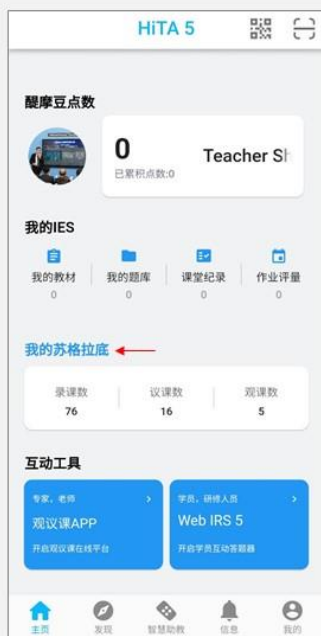 HiTA 5
醍摩豆点数
0
Teacher Sh
已累积点数:0
我的IES
我的教材
我的题库
课堂纪录
作业评量
0
0
0
0
我的苏格拉底
录课数
议课数
观课数
76
16
5
互动工具
专家，老师
学员，研修人员
观议课APP
Web IRS 5
开启观议课在线平台
开启学员互动答题器
主页
发现
智慧助教
信息
我的